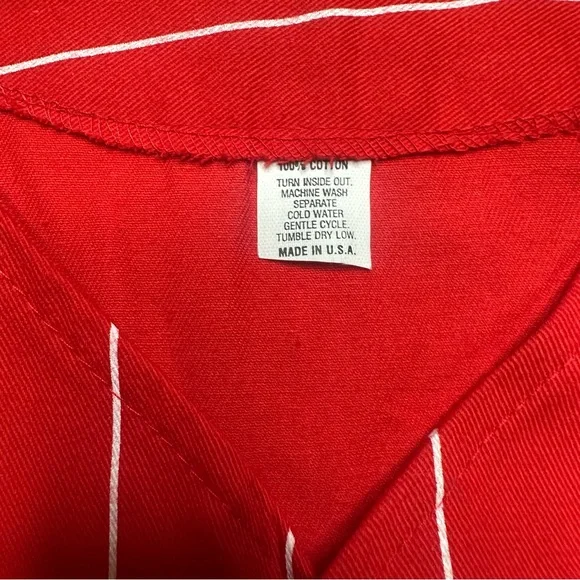 100% COTTON
TURN INSIDE OUT.
MACHINE WASH
SEPARATE
COLD WATER
GENTLE CYCLE.
TUMBLE DRY LOW.
MADE IN U.S.A.